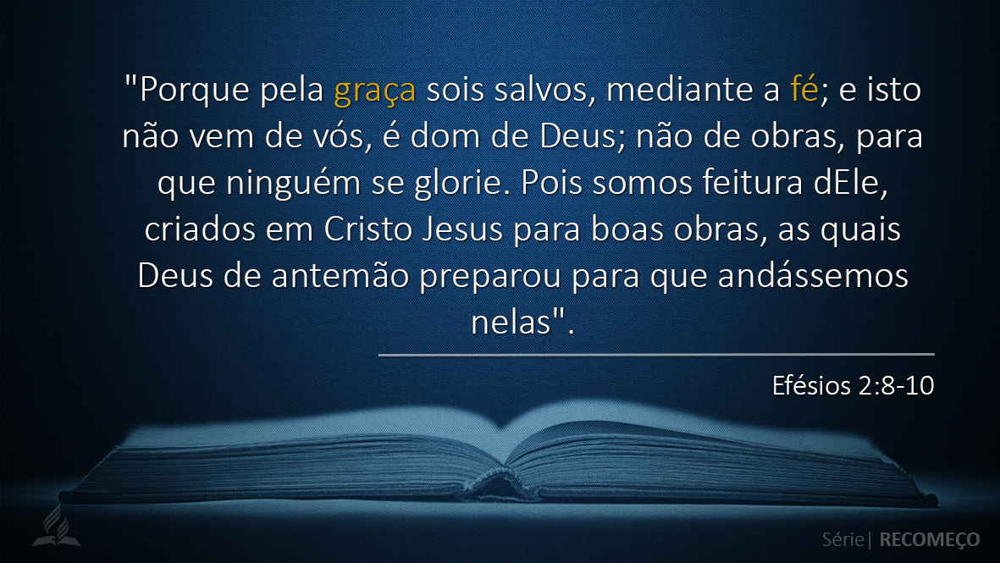 "Porque pela graça sois salvos, mediante a fé; e isto
não vem de vós, é dom de Deus; não de obras, para
que ninguém se glorie. Pois somos feitura dEle,
criados em Cristo Jesus para boas obras, as quais
Deus de antemão preparou para que andássemos
nelas".
Efésios 2:8-10
Série| RECOMEÇO